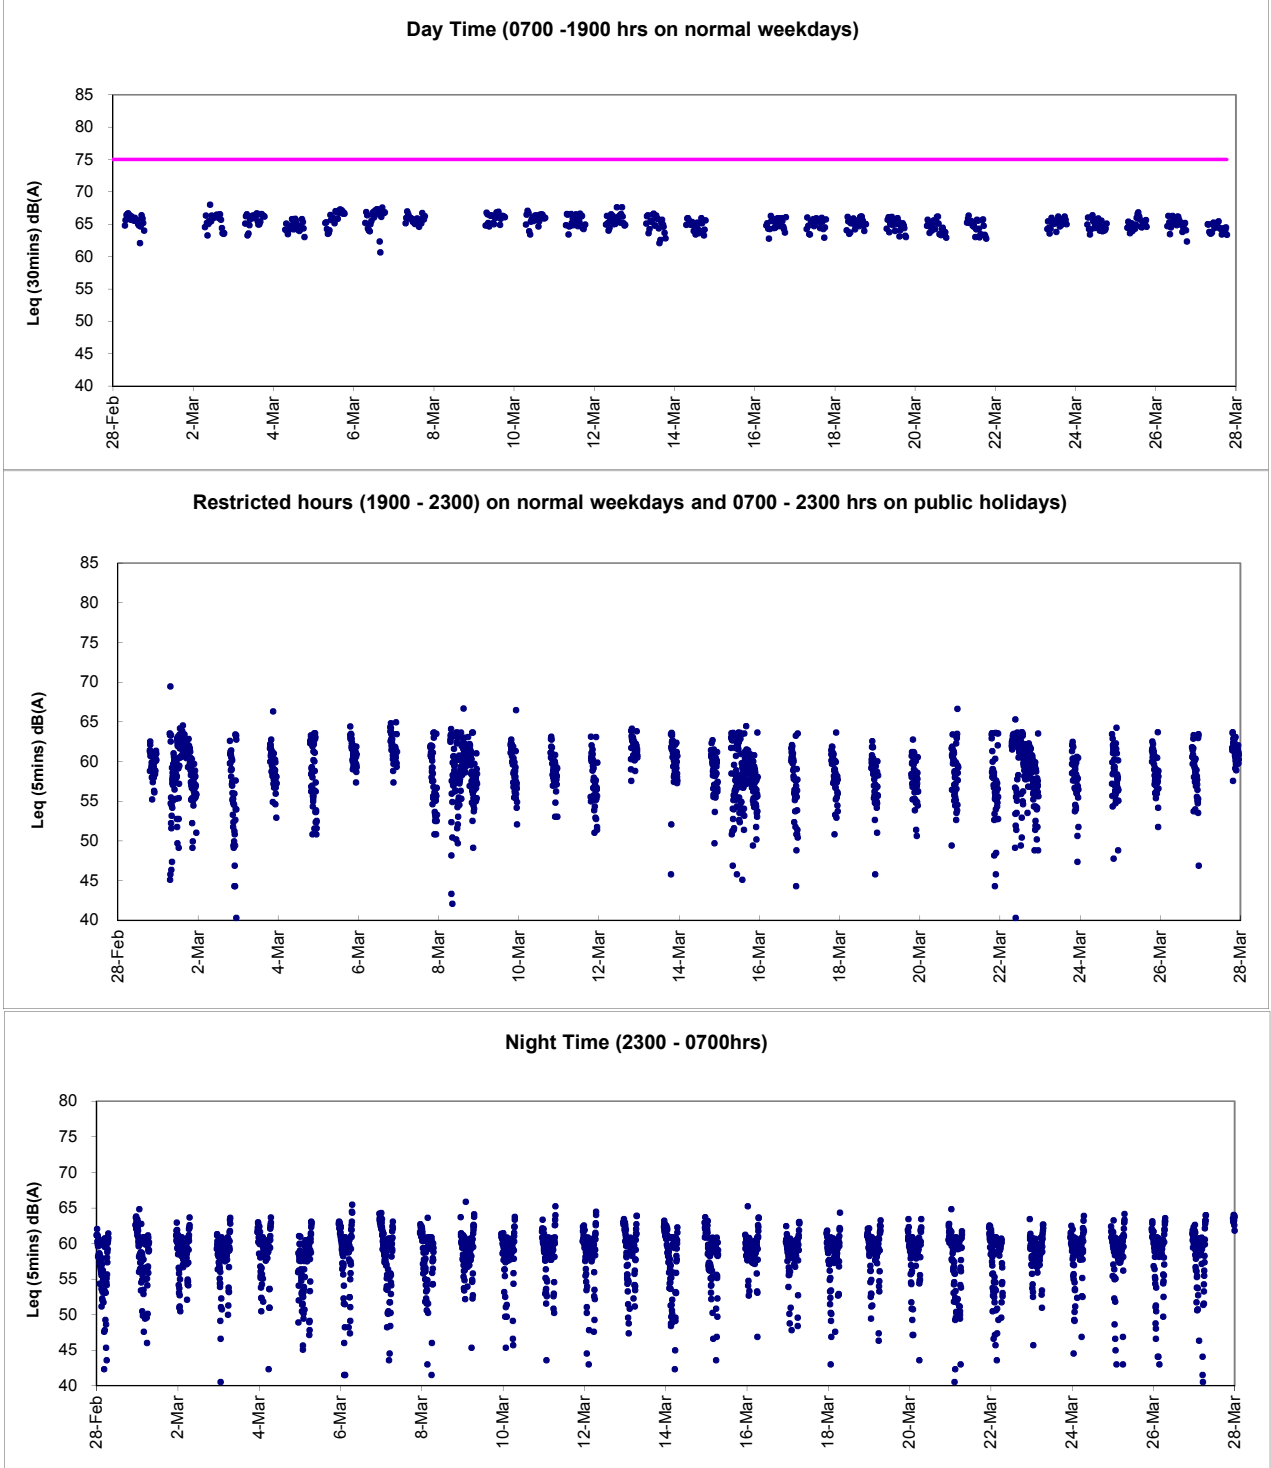 Day Time (0700 -1900 hrs on normal weekdays)
Leq (30mins) dB(A)
85
80
75
70
65
60
55
50
45
40
28-Feb
2-Mar
4-Mar
6-Mar
8-Mar
10-Mar
12-Mar
14-Mar
16-Mar
18-Mar
20-Mar
22-Mar
24-Mar
26-Mar
28-Mar
Restricted hours (1900 - 2300) on normal weekdays and 0700 - 2300 hrs on public holidays)
Leq (5mins) dB(A)
85
80
75
70
65
60
55
50
45
40
28-Feb
2-Mar
4-Mar
6-Mar
8-Mar
10-Mar
12-Mar
14-Mar
16-Mar
18-Mar
20-Mar
22-Mar
24-Mar
26-Mar
28-Mar
Night Time (2300 - 0700hrs)
Leq (5mins) dB(A)
80
75
70
65
60
55
50
45
40
28-Feb
2-Mar
4-Mar
6-Mar
8-Mar
10-Mar
12-Mar
14-Mar
16-Mar
18-Mar
20-Mar
22-Mar
24-Mar
26-Mar
28-Mar